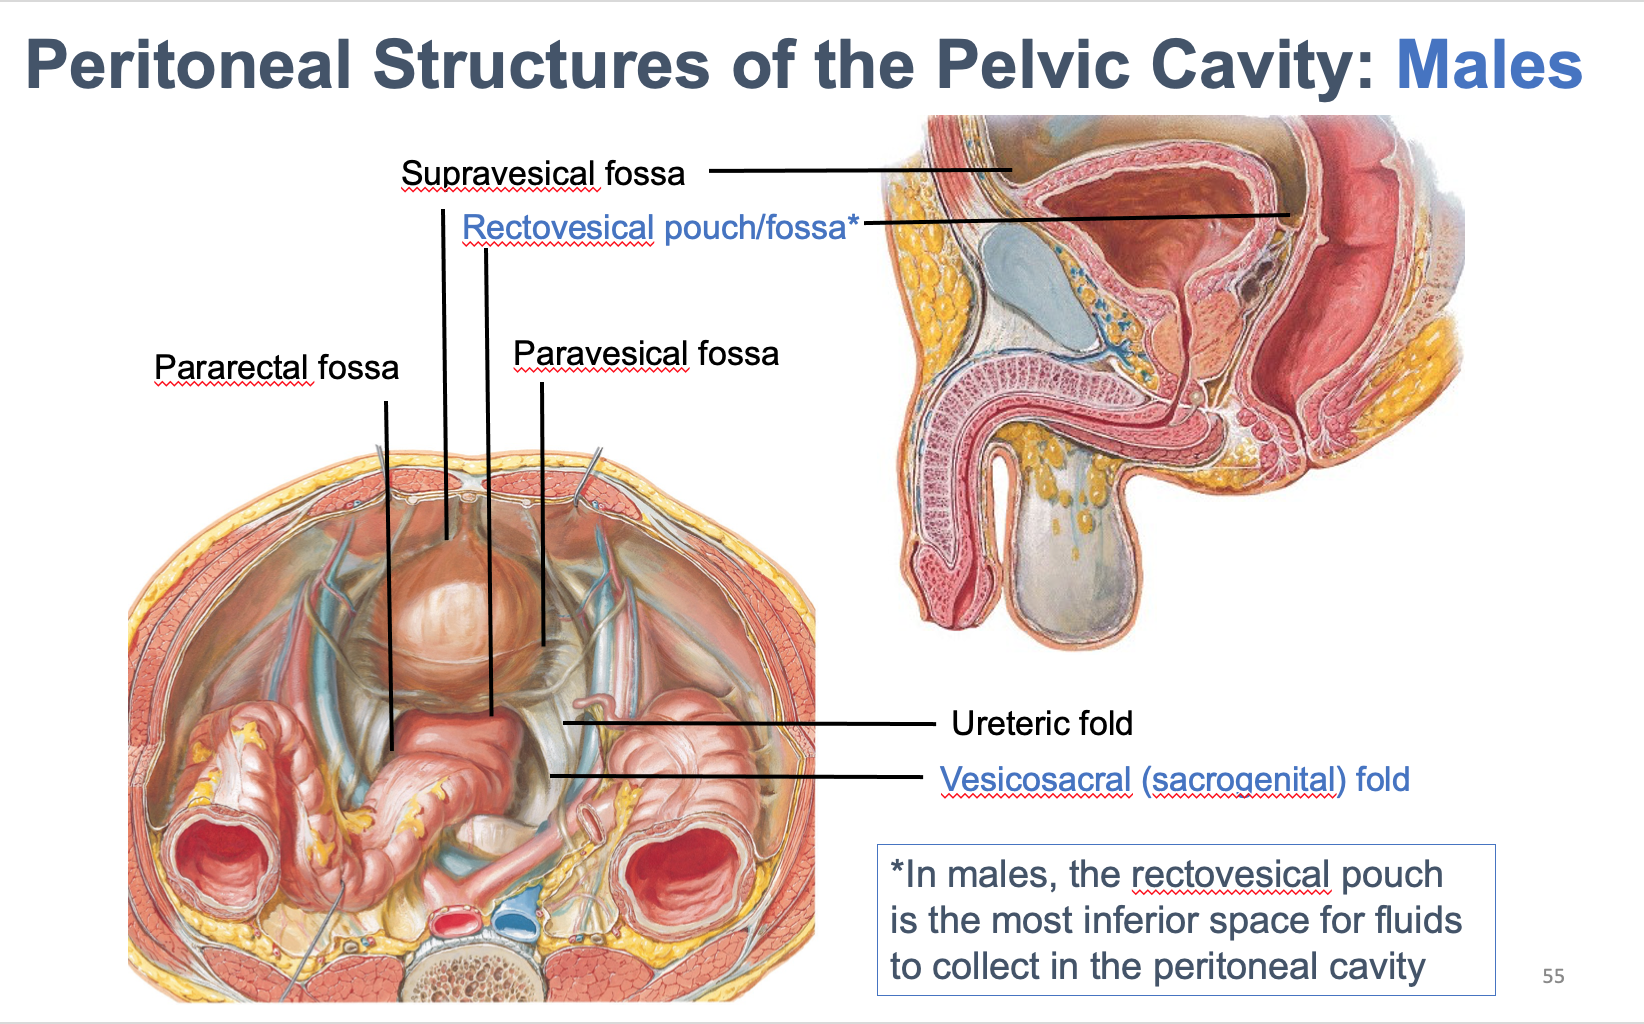 Peritoneal Structures of the Pelvic Cavity: Males
Supravesical fossa
Rectovesical pouch/fossa*
Paravesical fossa
Pararectal fossa
Ureteric fold
Vesicosacral (sacrogenital) fold
*In males, the rectovesical pouch
is the most inferior space for fluids
to collect in the peritoneal cavity
55